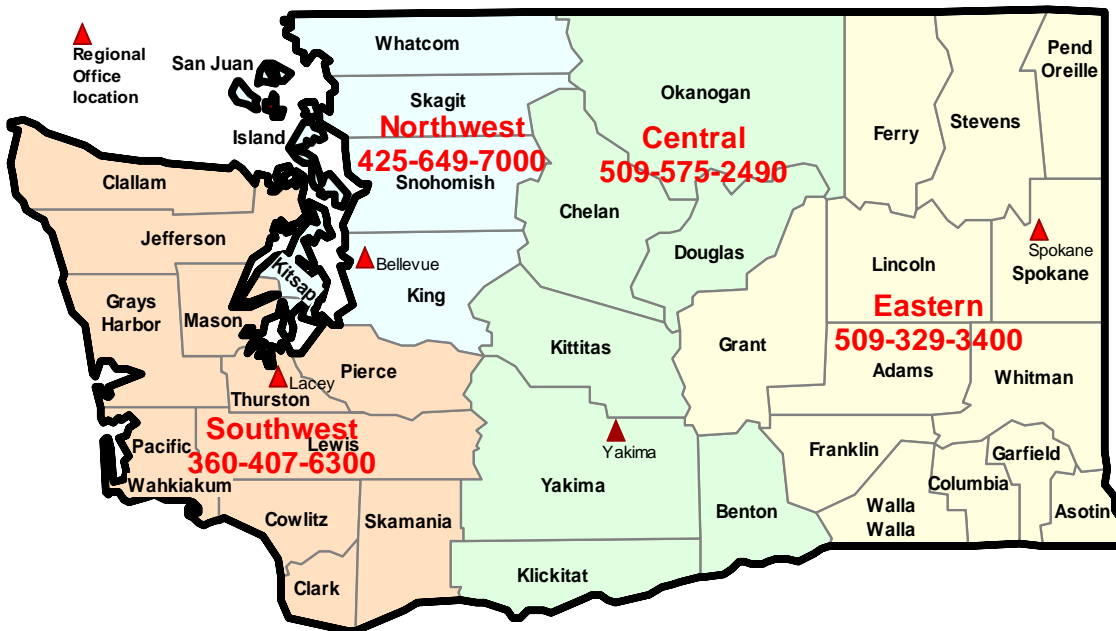 Regional
Office
location
San Juan
Island
Whatcom
Skagit
Northwest
425-649-7000
Snohomish
King
Bellevue
Kitsap
Okanogan
Central
509-575-2490
Chelan
Douglas
Kittitas
Yakima
Yakima
Benton
Klickitat
Ferry
Stevens
Pend
Oreille
Lincoln
Spokane
Spokane
Eastern
509-329-3400
Grant
Adams
Whitman
Franklin
Garfield
Columbia
Walla
Walla
Asotin
Clallam
Jefferson
Grays
Harbor
Mason
Pierce
Lacey
Thurston
Southwest
Lewis
360-407-6300
Pacific
Wahkiakum
Cowlitz
Skamania
Clark